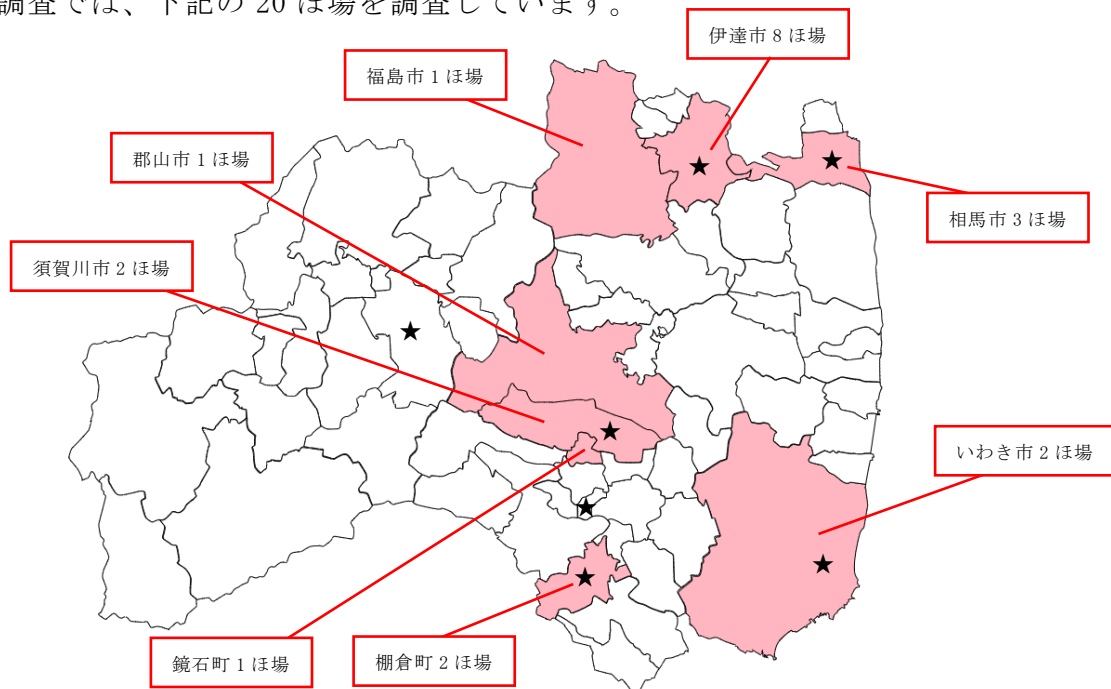 調査では、下記の 20 ほ場を調査しています。
伊達市 8 ほ場
福島市 1 ほ場
郡山市 1 ほ場
相馬市 3 ほ場
須賀川市 2 ほ場
いわき市 2 ほ場
鏡石町 1 ほ場
棚倉町 2 ほ場